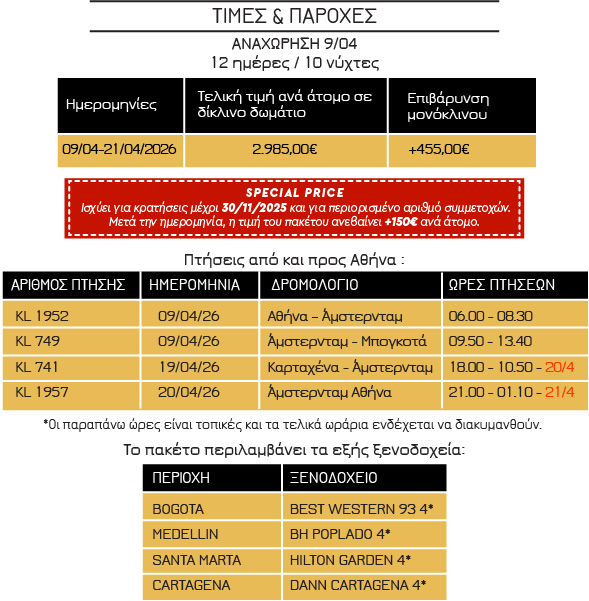 ΤΙΜΕΣ & ΠΑΡΟΧΕΣ
ΑΝΑΧΩΡΗΣΗ 9/04
12 ημέρες / 10 νύχτες
Ημερομηνίες Τελική τιμή ανά άτομο σε δίκλινο δωμάτιο Επιβάρυνση μονόκλινου
09/04-21/04/2026 2.985,00€ +455,00€
SPECIAL PRICE
Ισχύει για κρατήσεις μέχρι 30/11/2025 και για περιορισμένο αριθμό συμμετοχών.
Μετά την ημερομηνία, η τιμή του πακέτου ανεβαίνει +150€ ανά άτομο.
Πτήσεις από και προς Αθήνα :
ΑΡΙΘΜΟΣ ΠΤΗΣΗΣ ΗΜΕΡΟΜΗΝΙΑ ΔΡΟΜΟΛΟΓΙΟ ΩΡΕΣ ΠΤΗΣΕΩΝ
KL 1952 09/04/26 Αθήνα – Άμστερνταμ 06.00 - 08.30
KL 749 09/04/26 Άμστερνταμ – Μπογκοτά 09.50 - 13.40
KL 741 19/04/26 Καρταχένα – Άμστερνταμ 18.00 - 10.50 - 20/4
KL 1957 20/04/26 Άμστερνταμ Αθήνα 21.00 - 01.10 - 21/4
*Οι παραπάνω ώρες είναι τοπικές και τα τελικά ωράρια ενδέχεται να διακυμανθούν.
Το πακέτο περιλαμβάνει τα εξής ξενοδοχεία:
ΠΕΡΙΟΧΗ ΞΕΝΟΔΟΧΕΙΟ
BOGOTA BEST WESTERN 93 4*
MEDELLIN BH POPLADO 4*
SANTA MARTA HILTON GARDEN 4*
CARTAGENA DANN CARTAGENA 4*